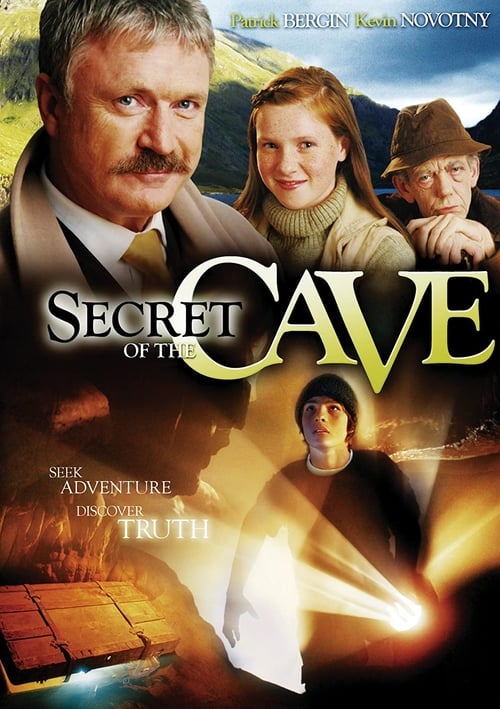 Patrick BERGIN Kevin NOVOTNY
SECRET
OF THE
CAVE
SEEK
ADVENTURE
DISCOVER
TRUTH